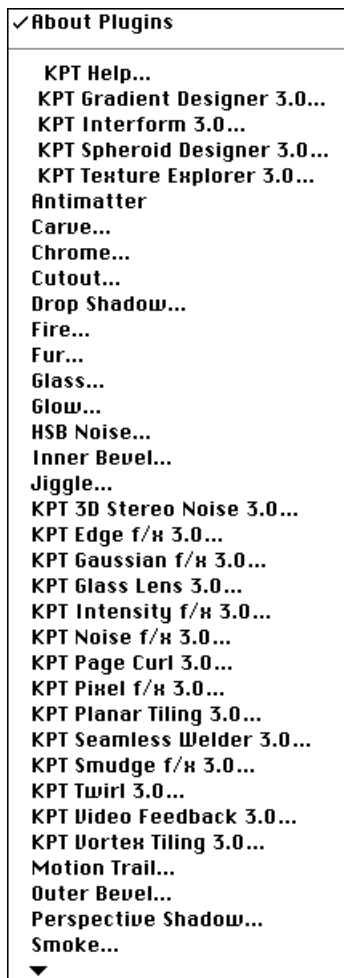 ✓About Plugins
KPT Help...
KPT Gradient Designer 3.0...
KPT Interform 3.0...
KPT Spheroid Designer 3.0...
KPT Texture Explorer 3.0...
Antimatter
Carve...
Chrome...
Cutout...
Drop Shadow...
Fire...
Fur...
Glass...
Glow...
HSB Noise...
Inner Bevel...
Jiggle...
KPT 3D Stereo Noise 3.0...
KPT Edge f/x 3.0...
KPT Gaussian f/x 3.0...
KPT Glass Lens 3.0...
KPT Intensity f/x 3.0...
KPT Noise f/x 3.0...
KPT Page Curl 3.0...
KPT Pixel f/x 3.0...
KPT Planar Tiling 3.0...
KPT Seamless Welder 3.0...
KPT Smudge f/x 3.0...
KPT Twirl 3.0...
KPT Video Feedback 3.0...
KPT Vortex Tiling 3.0...
Motion Trail...
Outer Bevel...
Perspective Shadow...
Smoke...